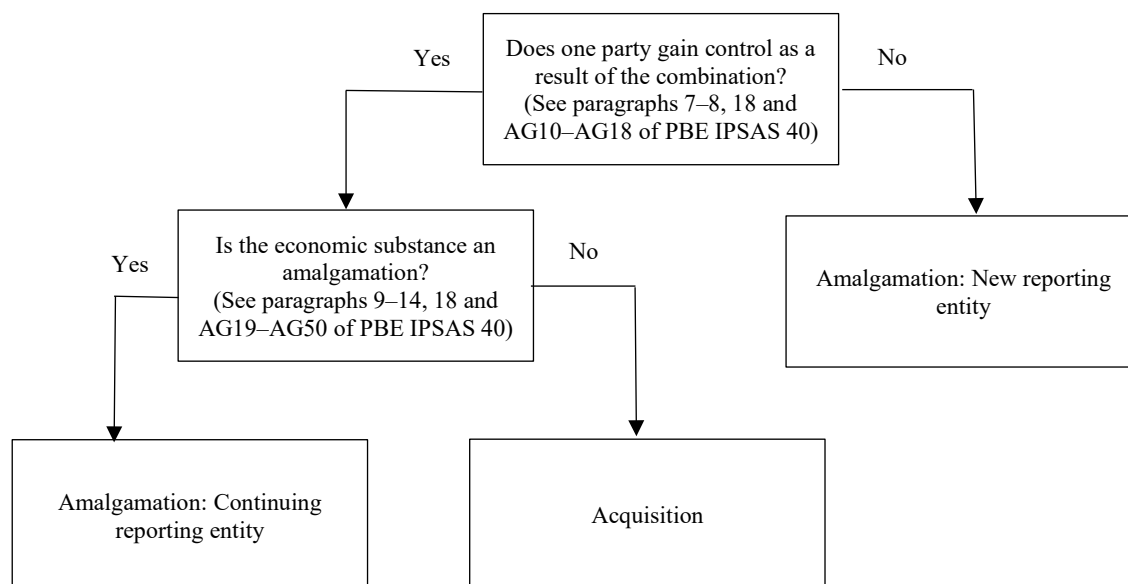 Does one party gain control as a
result of the combination?
(See paragraphs 7–8, 18 and
AG10–AG18 of PBE IPSAS 40)
Yes
No
Is the economic substance an
amalgamation?
(See paragraphs 9–14, 18 and
AG19–AG50 of PBE IPSAS 40)
Yes
No
Amalgamation: New reporting
entity
Amalgamation: Continuing
reporting entity
Acquisition